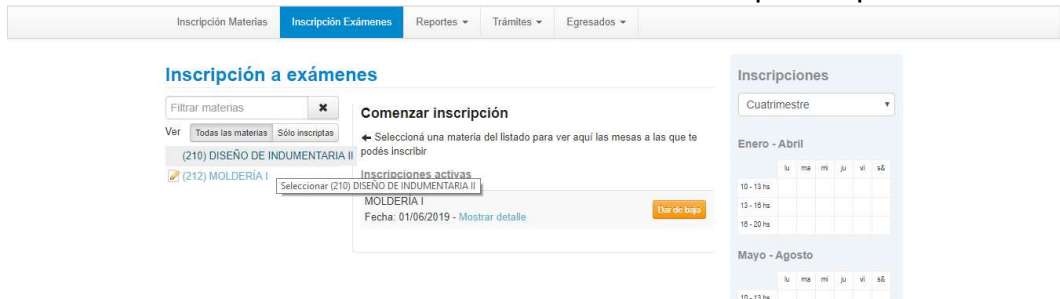 Inscripción Materias Inscripción Exámenes Reportes Trámites Egresados
Inscripción a exámenes
Filtrar materias
Ver Todas las materias Sólo inscriptas
(210) DISEÑO DE INDUMENTARIA II
(212) MOLDERÍA I
Seleccionar (210) DISEÑO DE INDUMENTARIA II
Comenzar inscripción
Seleccioná una materia del listado para ver aquí las mesas a las que te
podés inscribir
Inscripciones activas
MOLDERÍA I
Fecha: 01/06/2019 - Mostrar detalle
Dar de baja
Inscripciones
Cuatrimestre
Enero - Abril
lu ma mi ju vi sá
10 - 13 hs
13 - 16 hs
16 - 20 hs
Mayo - Agosto
lu ma mi ju vi sá
10 - 13 hs